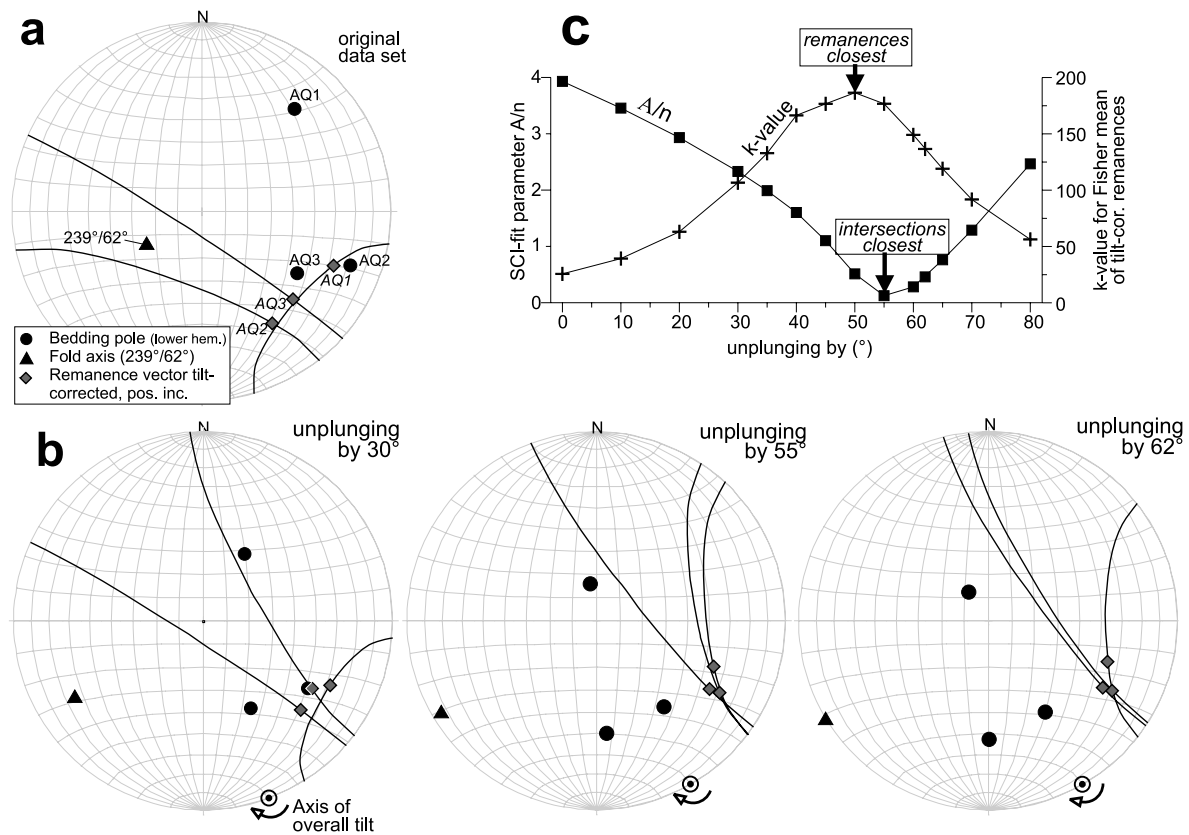 a
N
original
data set
AQ1
239°/62°
AQ3
AQ2
AQ1
AQ3
AQ2
Bedding pole (lower hem.)
Fold axis (239°/62°)
Remanence vector tilt-
corrected, pos. inc.
c
remanences
closest
A/n
k-value
intersections
closest
SCI-fit parameter A/n
4
3
2
1
0
k-value for Fisher mean
of tilt-cor. remanences
200
150
100
50
0
0 10 20 30 40 50 60 70 80
unplunging by (°)
b
N
unplunging
by 30°
Axis of
overall tilt
N
unplunging
by 55°
N
unplunging
by 62°